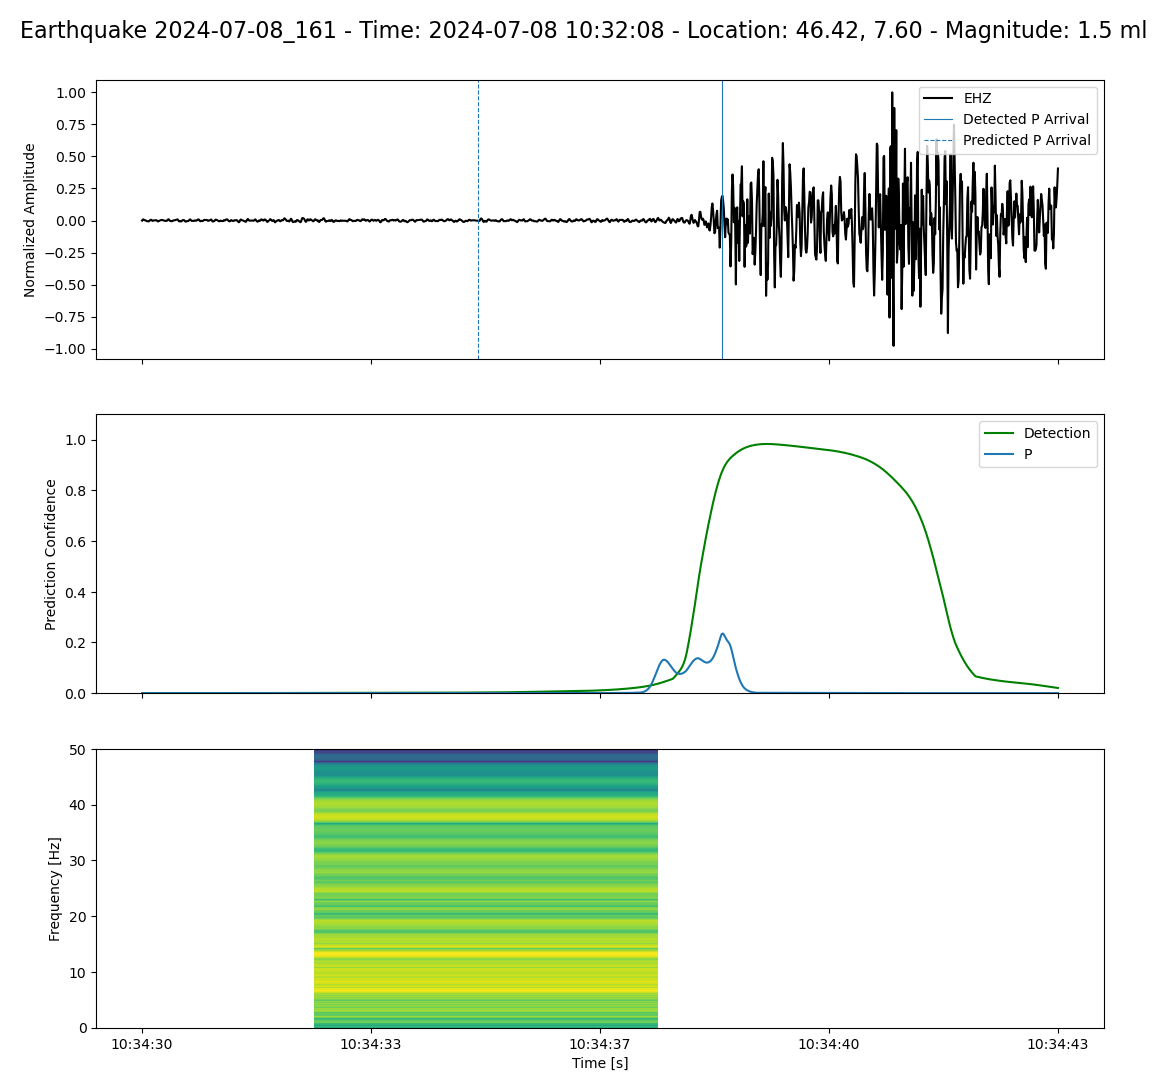 Earthquake 2024-07-08_161 - Time: 2024-07-08 10:32:08 - Location: 46.42, 7.60 - Magnitude: 1.5 ml
1.00
0.75
0.50
0.25
0.00
−0.25
−0.50
−0.75
−1.00
Normalized Amplitude
EHZ
Detected P Arrival
Predicted P Arrival
1.0
0.8
0.6
0.4
0.2
0.0
Prediction Confidence
Detection
P
50
40
30
20
10
0
Frequency [Hz]
10:34:30
10:34:33
10:34:37
10:34:40
10:34:43
Time [s]